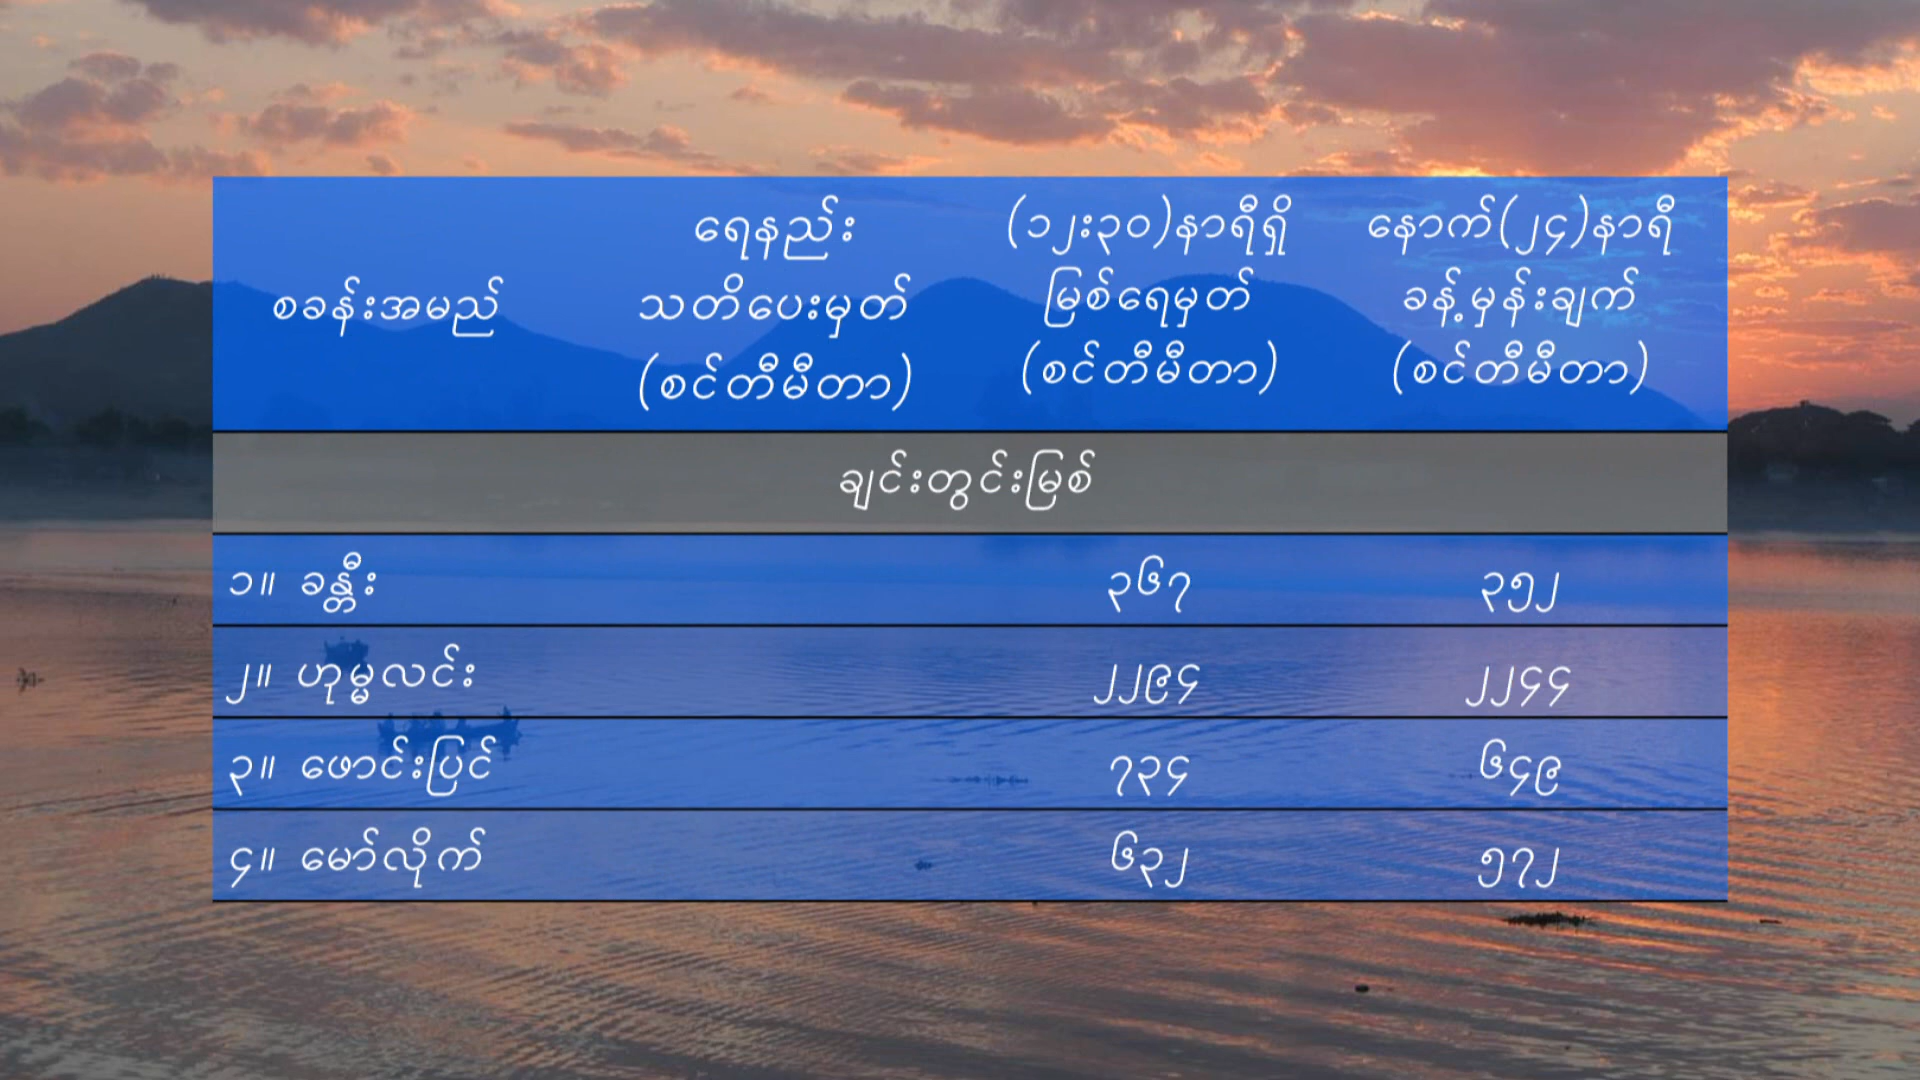 စခန်းအမည်
ရေနည်း
သတိပေးမှတ်
(စင်တီမီတာ)
(၁၂း၃၀)နာရီရှိ
မြစ်ရေမှတ်
(စင်တီမီတာ)
နောက်(၂၄)နာရီ
ခန့်မှန်းချက်
(စင်တီမီတာ)
ချင်းတွင်းမြစ်
၁။ ခန္တီး ၃၆၇ ၃၅၂
၂။ ဟုမ္မလင်း ၂၂၉၄ ၂၂၄၄
၃။ ဖောင်းပြင် ၇၃၄ ၆၄၉
၄။ မော်လိုက် ၆၃၂ ၅၇၂